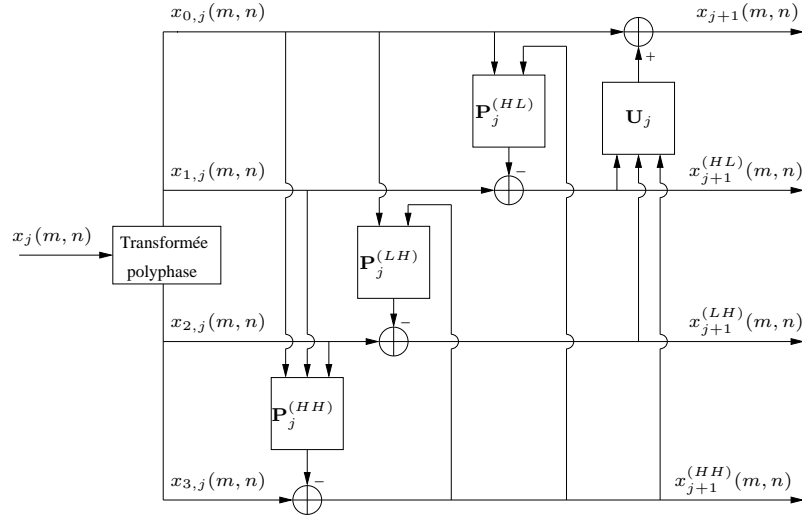 x_{0,j}(m, n)
x_{j+1}(m, n)
+
P_j^{(HL)}
U_j
−
x_{1,j}(m, n)
x_{j+1}^{(HL)}(m, n)
x_j(m, n)
Transformée
polyphase
P_j^{(LH)}
−
x_{2,j}(m, n)
x_{j+1}^{(LH)}(m, n)
P_j^{(HH)}
−
x_{3,j}(m, n)
x_{j+1}^{(HH)}(m, n)